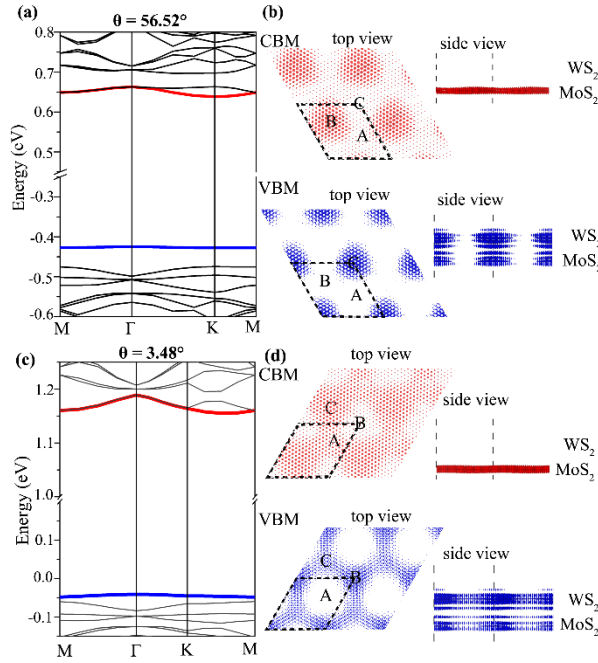 (a)
θ = 56.52°
Energy (eV)
0.8
0.7
0.6
0.5
-0.3
-0.4
-0.5
-0.6
M Γ K M
(b)
CBM
top view
side view
A
B
C
WS₂
MoS₂
VBM
top view
side view
A
B
C
WS₂
MoS₂
(c)
θ = 3.48°
Energy (eV)
1.2
1.1
1.0
0.0
-0.1
M Γ K M
(d)
CBM
top view
side view
C
B
A
WS₂
MoS₂
VBM
top view
side view
C
B
A
WS₂
MoS₂